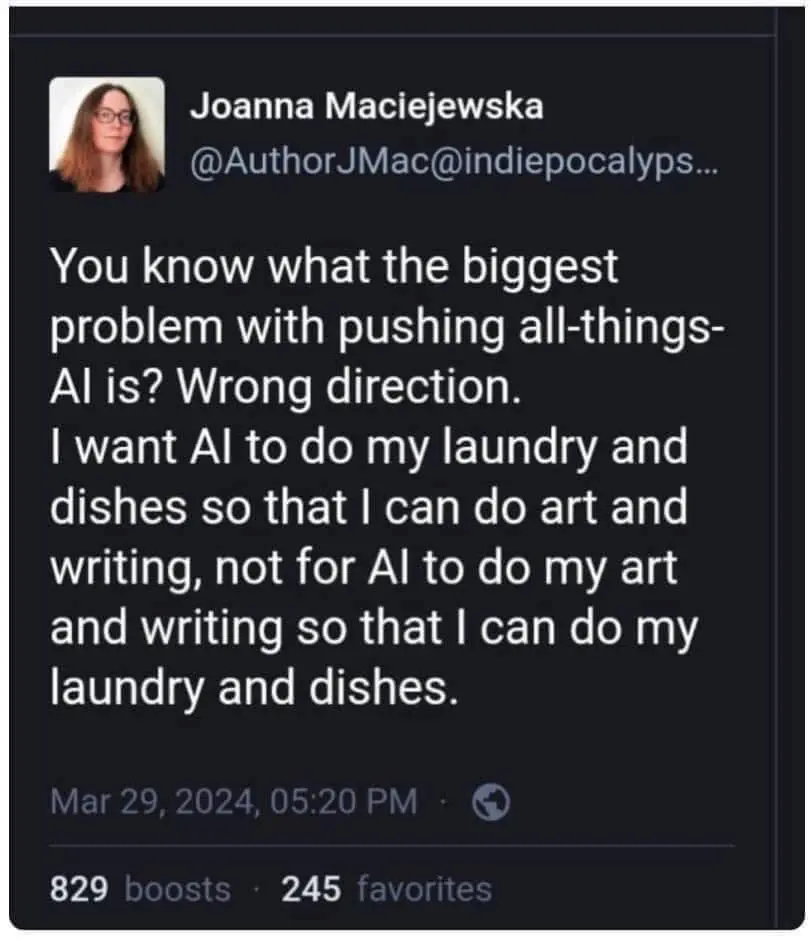 Joanna Maciejewska
@AuthorJMac@indiepocalyps...
You know what the biggest
problem with pushing all-things-
AI is? Wrong direction.
I want AI to do my laundry and
dishes so that I can do art and
writing, not for AI to do my art
and writing so that I can do my
laundry and dishes.
Mar 29, 2024, 05:20 PM ·
829 boosts · 245 favorites